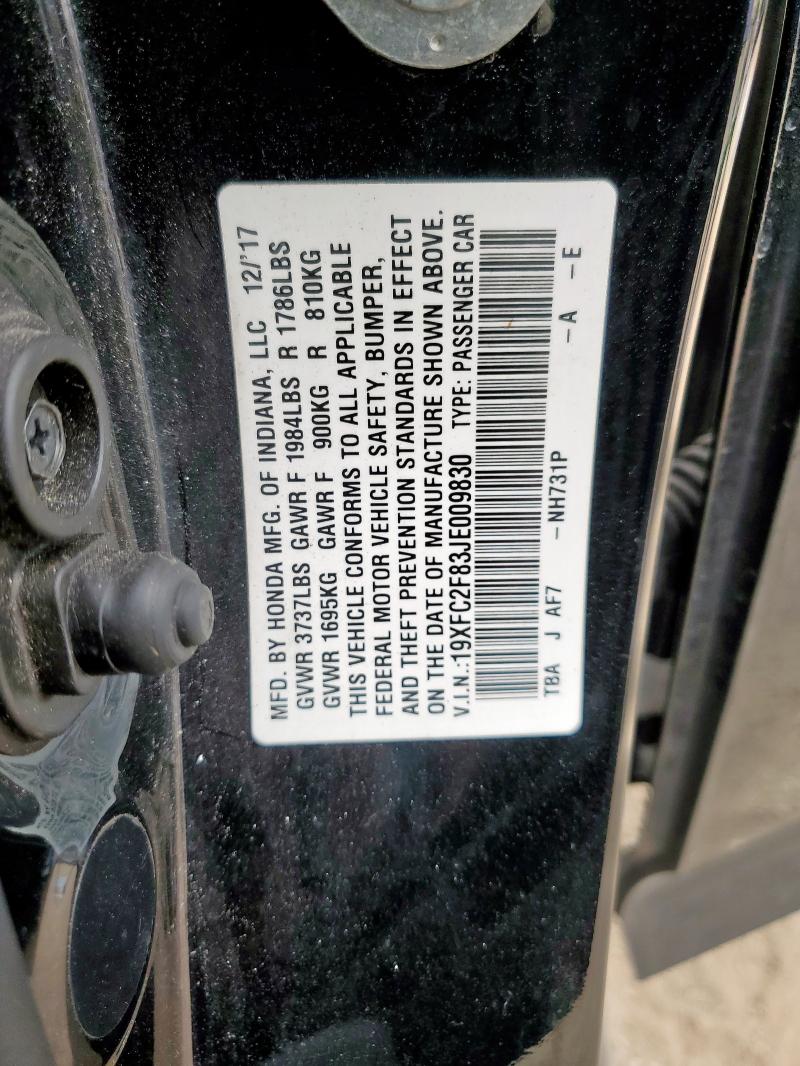 MFD. BY HONDA MFG. OF INDIANA, LLC 12/'17
GVWR 3737LBS GAWR F 1984LBS R 1786LBS
GVWR 1695KG GAWR F 900KG R 810KG
THIS VEHICLE CONFORMS TO ALL APPLICABLE
FEDERAL MOTOR VEHICLE SAFETY, BUMPER,
AND THEFT PREVENTION STANDARDS IN EFFECT
ON THE DATE OF MANUFACTURE SHOWN ABOVE.
V.I.N.:19XFC2F83JE009830 TYPE: PASSENGER CAR
TBA J AF7 -NH731P -A -E